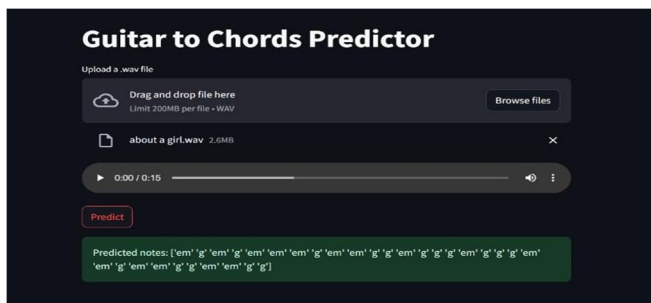 Guitar to Chords Predictor
Upload a .wav file
Drag and drop file here
Limit 200MB per file • WAV
Browse files
about a girl.wav 2.6MB
0:00 / 0:15
Predict
Predicted notes: ['em' 'g' 'em' 'g' 'em' 'em' 'em' 'g' 'em' 'em' 'g' 'g' 'em' 'g' 'g' 'g' 'em' 'g' 'g' 'g' 'em'
'em' 'g' 'em' 'em' 'g' 'g' 'em' 'em' 'g' 'g']